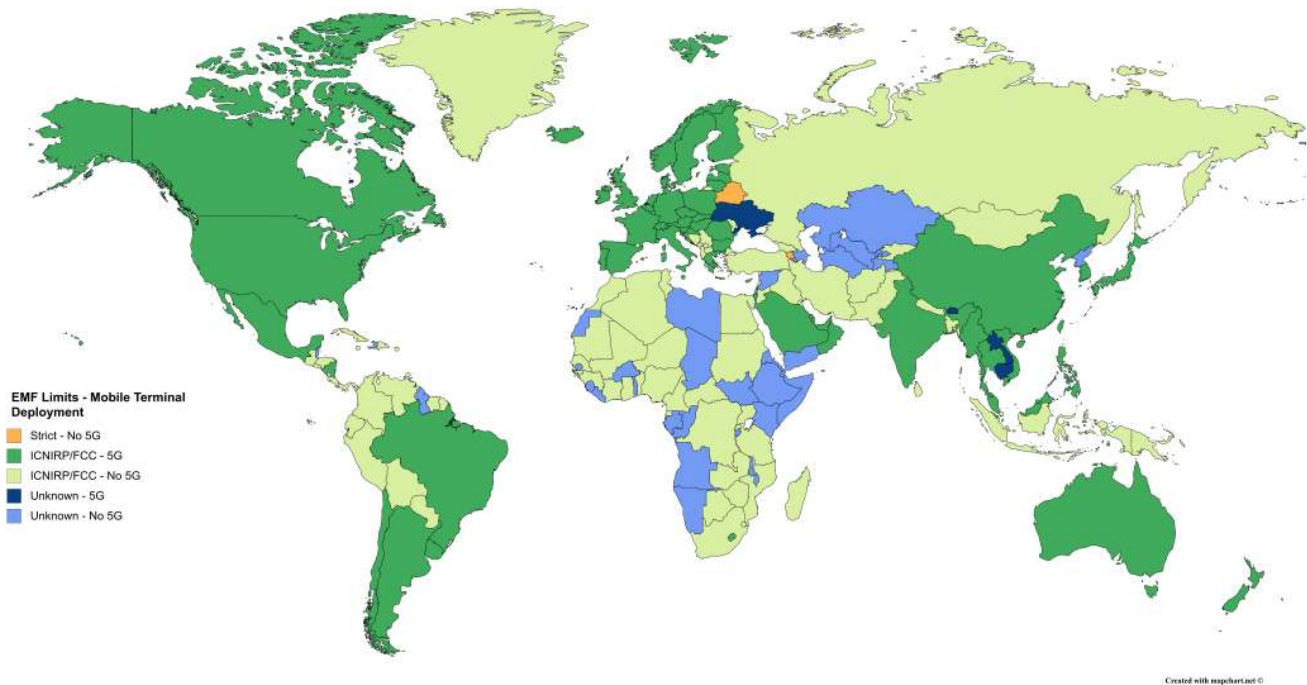 EMF Limits - Mobile Terminal
Deployment
Strict - No 5G
ICNIRP/FCC - 5G
ICNIRP/FCC - No 5G
Unknown - 5G
Unknown - No 5G
Created with mapchart.net ©